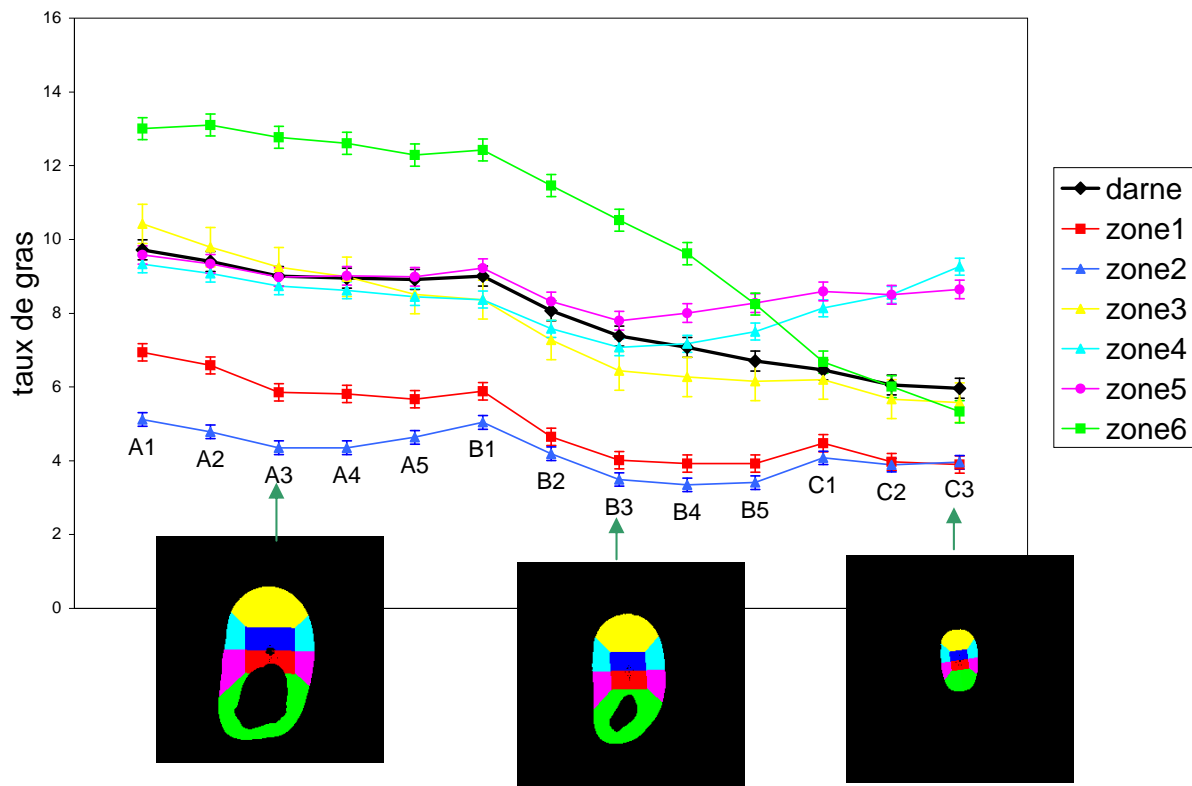 16
14
12
10
8
6
4
2
0
taux de gras
A1
A2
A3
A4
A5
B1
B2
B3
B4
B5
C1
C2
C3
darne
zone1
zone2
zone3
zone4
zone5
zone6